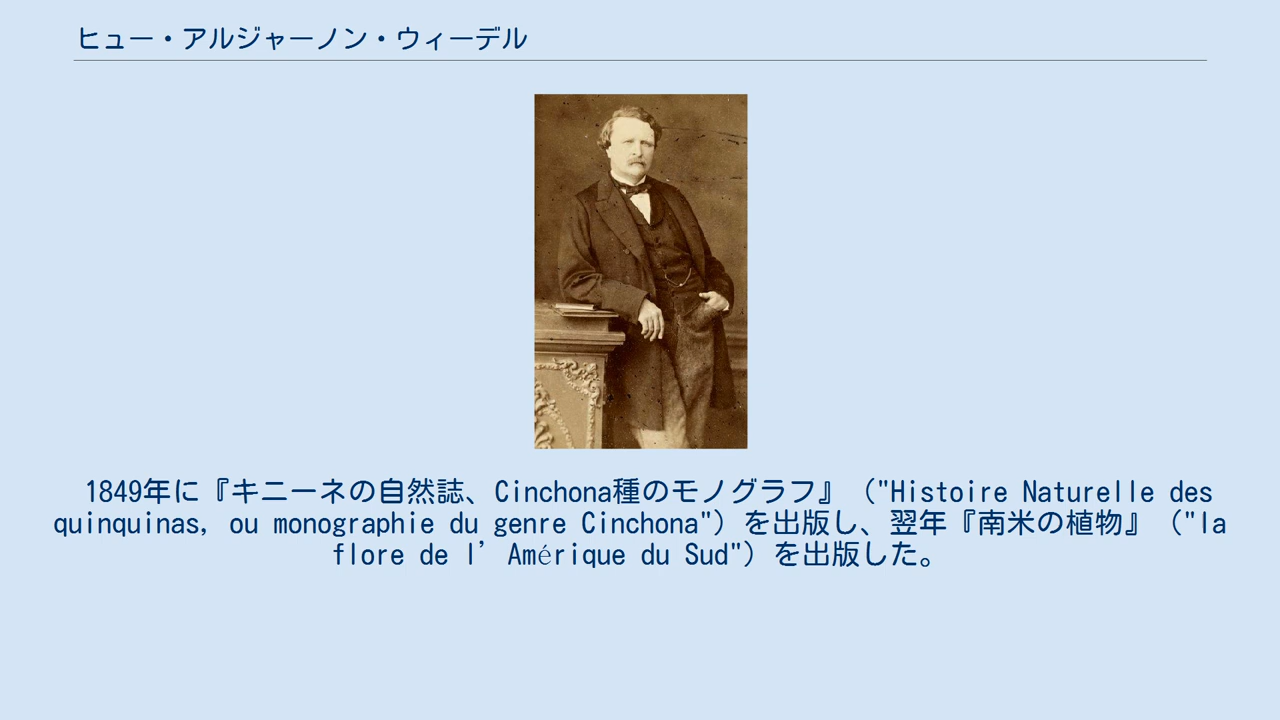 ヒュー・アルジャーノン・ウィーデル
1849年に『キニーネの自然誌、Cinchona種のモノグラフ』（"Histoire Naturelle des
quinquinas, ou monographie du genre Cinchona"）を出版し、翌年『南米の植物』（"la
flore de l’Amérique du Sud"）を出版した。